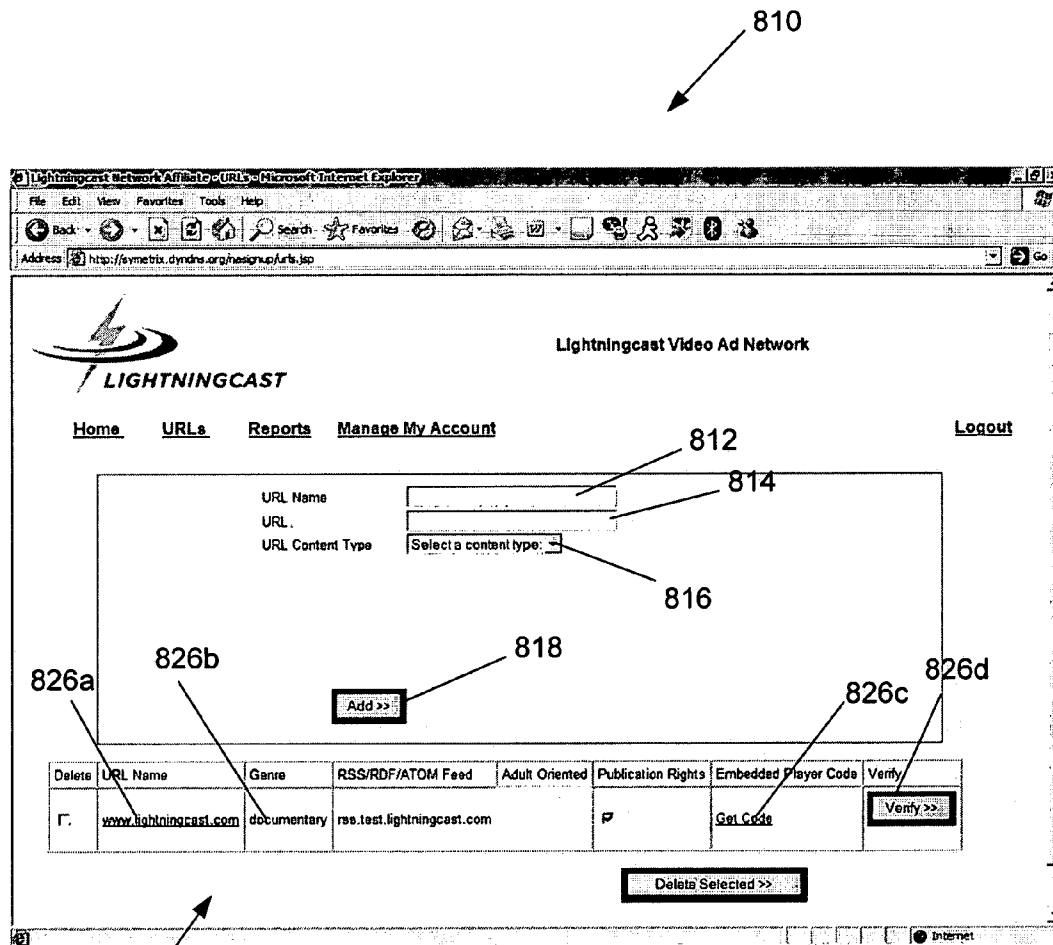 810
Lightningcast Network Affiliate - URLs - Microsoft Internet Explorer
File Edit View Favorites Tools Help
Back Search Favorites
Address http://symetrix.dyndns.org/nasignup/urls.jsp Go
LIGHTNINGCAST
Lightningcast Video Ad Network
Home URLs Reports Manage My Account Logout
812
URL Name
814
URL.
URL Content Type Select a content type:
816
818
826a
826b
826c
826d
Add >>
Delete URL Name Genre RSS/RDF/ATOM Feed Adult Oriented Publication Rights Embedded Player Code Verify
www.lightningcast.com documentary rss.test.lightningcast.com Get Code Verify >>
Delete Selected >>
Internet